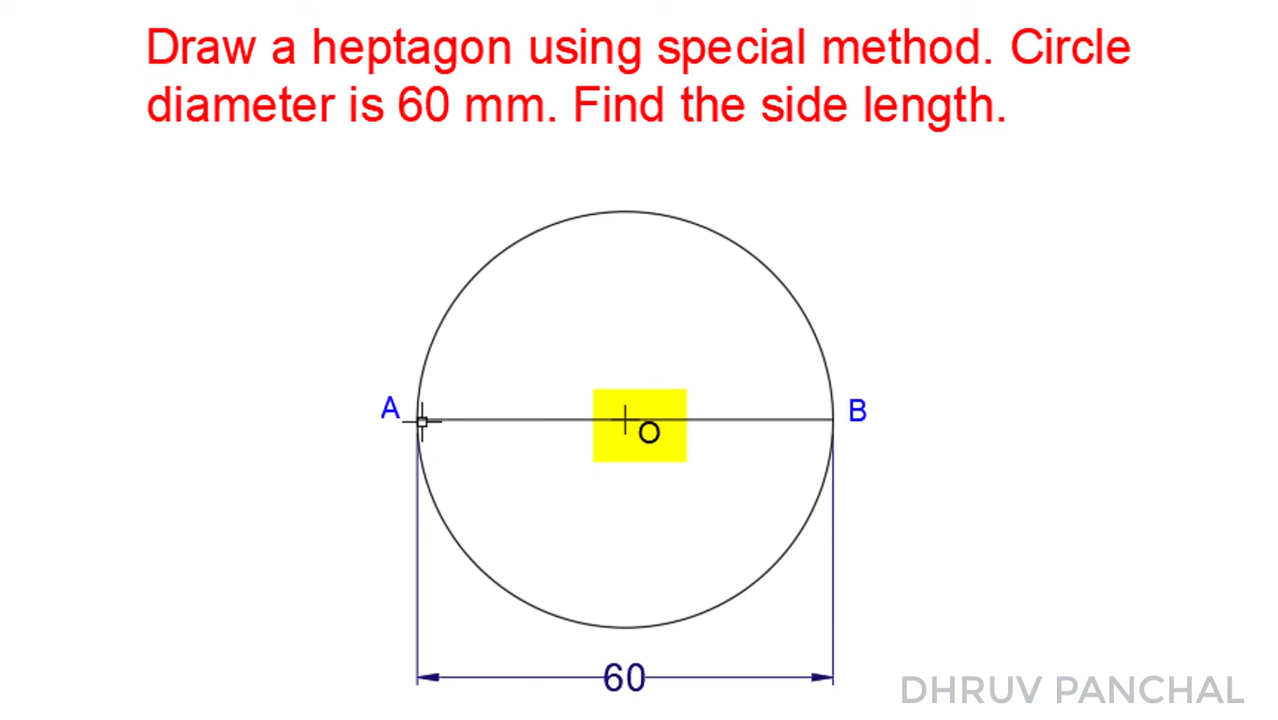 Draw a heptagon using special method. Circle
diameter is 60 mm. Find the side length.
A
B
O
60
DHRUV PANCHAL